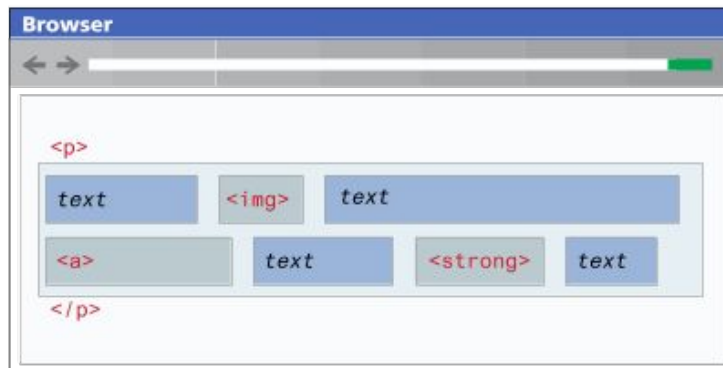 Browser
<p>
text <img> text
<a> text <strong> text
</p>